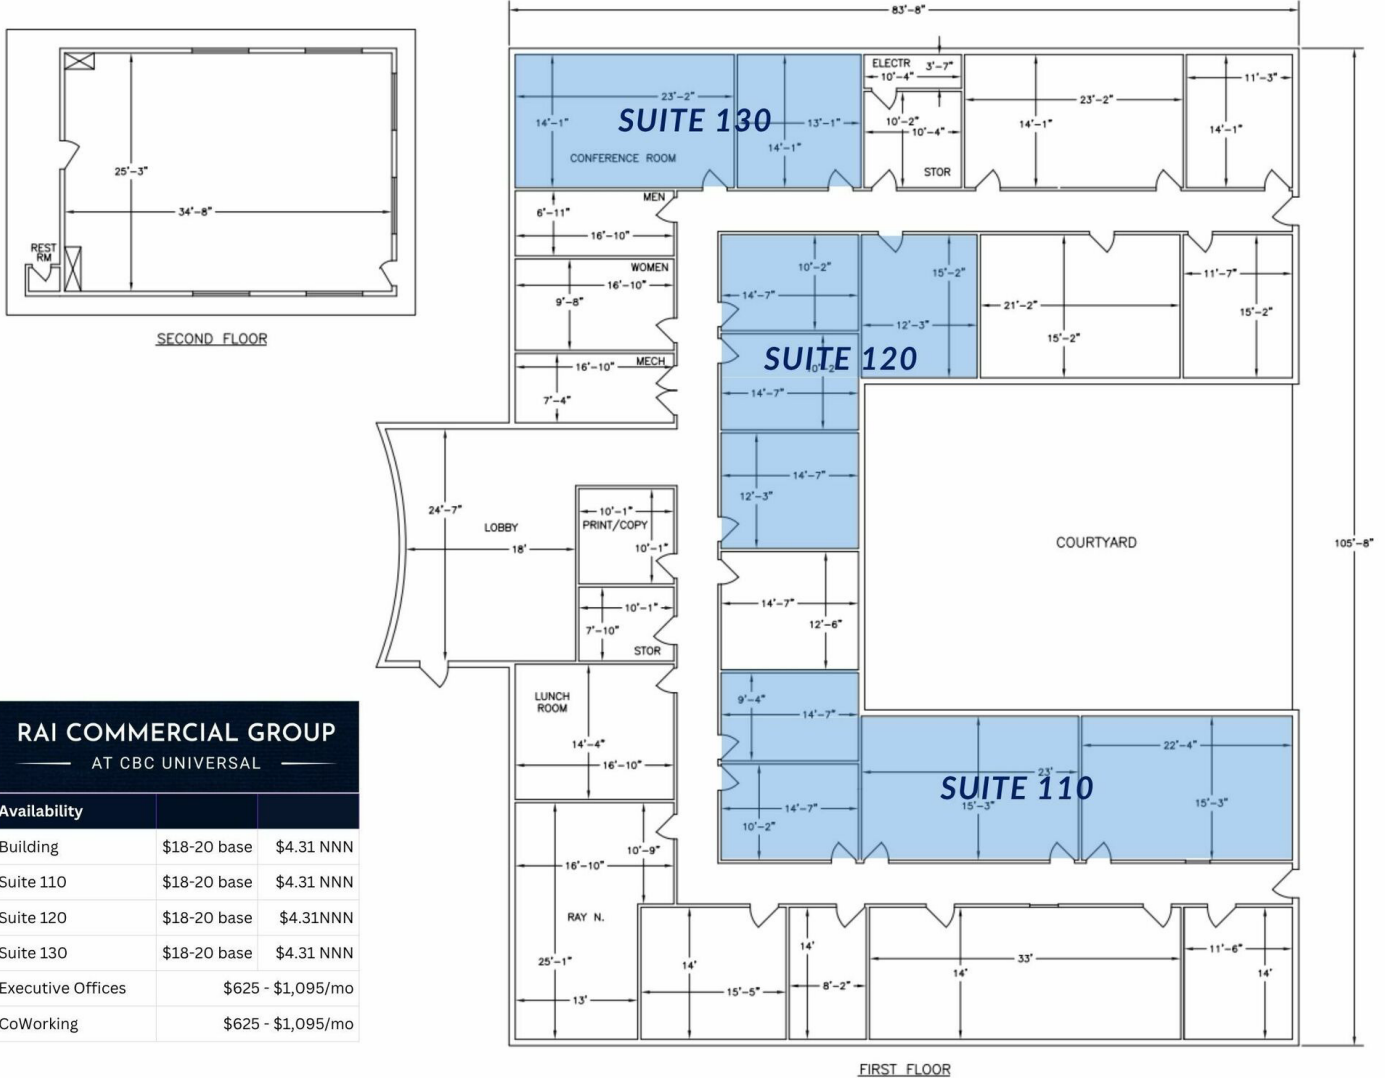 83'-8"
ELECTR
3'-7"
10'-4"
11'-3"
23'-2"
23'-2"
14'-1"
SUITE 130
13'-1"
10'-2"
10'-4"
14'-1"
14'-1"
14'-1"
CONFERENCE ROOM
STOR
25'-3"
34'-8"
REST
RM
SECOND FLOOR
MEN
6'-11"
16'-10"
WOMEN
16'-10"
9'-8"
MECH
16'-10"
7'-4"
10'-2"
14'-7"
15'-2"
12'-3"
21'-2"
15'-2"
11'-7"
15'-2"
SUITE 120
10'-2"
14'-7"
14'-7"
12'-3"
24'-7"
LOBBY
18'
10'-1"
PRINT/COPY
10'-1"
COURTYARD
105'-8"
14'-7"
12'-6"
10'-1"
7'-10"
STOR
LUNCH
ROOM
14'-4"
16'-10"
9'-4"
14'-7"
22'-4"
23'
SUITE 110
15'-3"
15'-3"
14'-7"
10'-2"
10'-9"
16'-10"
RAY N.
25'-1"
13'
14'
15'-5"
14'
8'-2"
33'
14'
11'-6"
14'
FIRST FLOOR
RAI COMMERCIAL GROUP
AT CBC UNIVERSAL
Availability
Building $18-20 base $4.31 NNN
Suite 110 $18-20 base $4.31 NNN
Suite 120 $18-20 base $4.31NNN
Suite 130 $18-20 base $4.31 NNN
Executive Offices $625 - $1,095/mo
CoWorking $625 - $1,095/mo